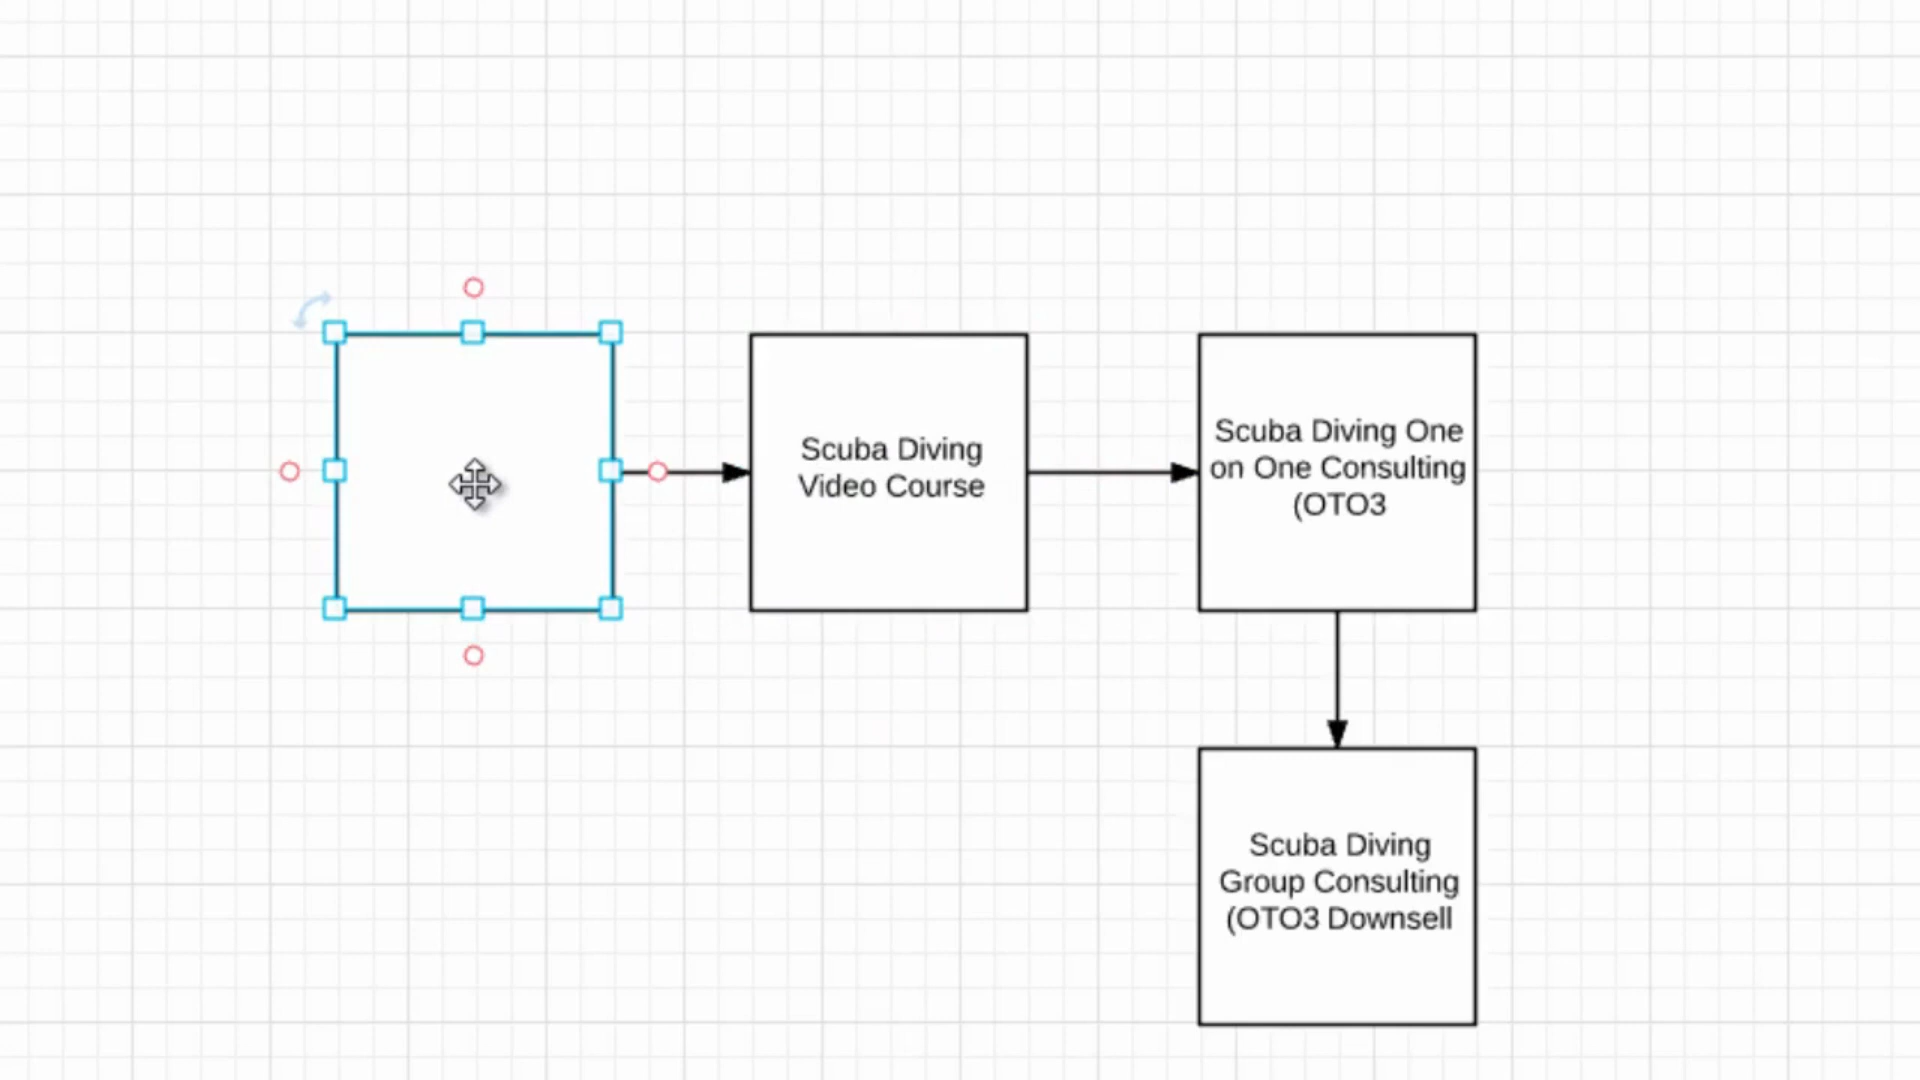 Scuba Diving
Video Course
Scuba Diving One
on One Consulting
(OTO3
Scuba Diving
Group Consulting
(OTO3 Downsell